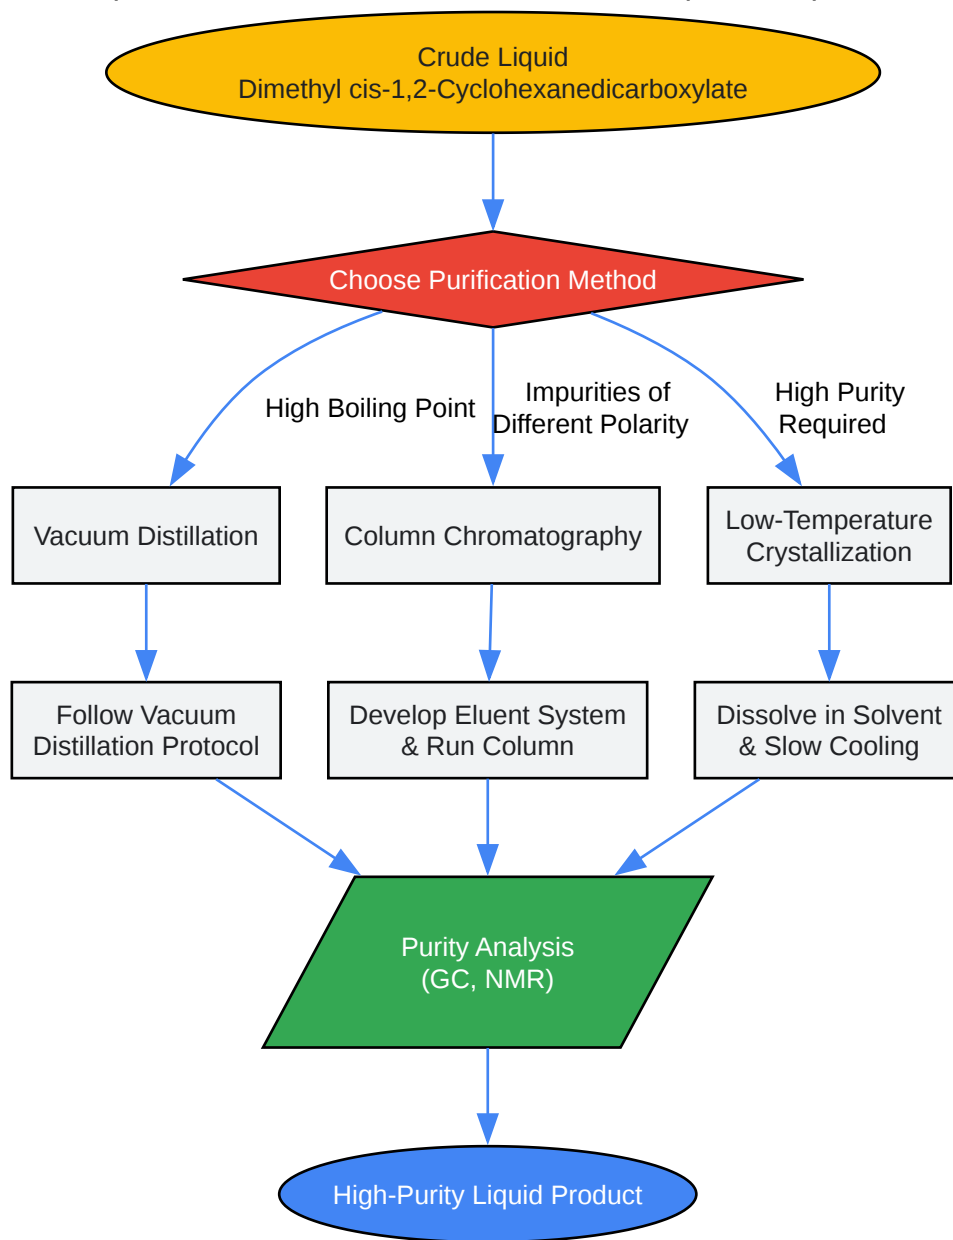 Crude Liquid
Dimethyl cis-1,2-Cyclohexanedicarboxylate
Choose Purification Method
High Boiling Point
Impurities of
Different Polarity
High Purity
Required
Vacuum Distillation
Column Chromatography
Low-Temperature
Crystallization
Follow Vacuum
Distillation Protocol
Develop Eluent System
& Run Column
Dissolve in Solvent
& Slow Cooling
Purity Analysis
(GC, NMR)
High-Purity Liquid Product